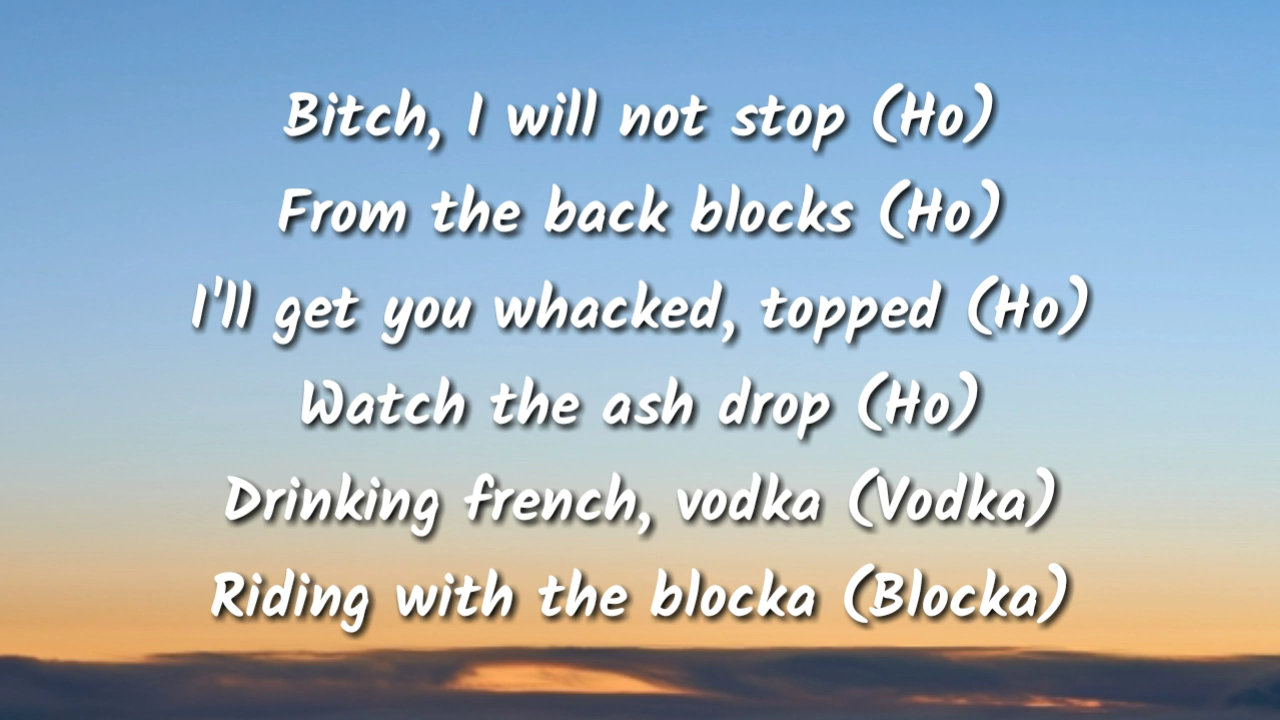 Bitch, I will not stop (Ho)
From the back blocks (Ho)
I'll get you whacked, topped (Ho)
Watch the ash drop (Ho)
Drinking french, vodka (Vodka)
Riding with the blocka (Blocka)